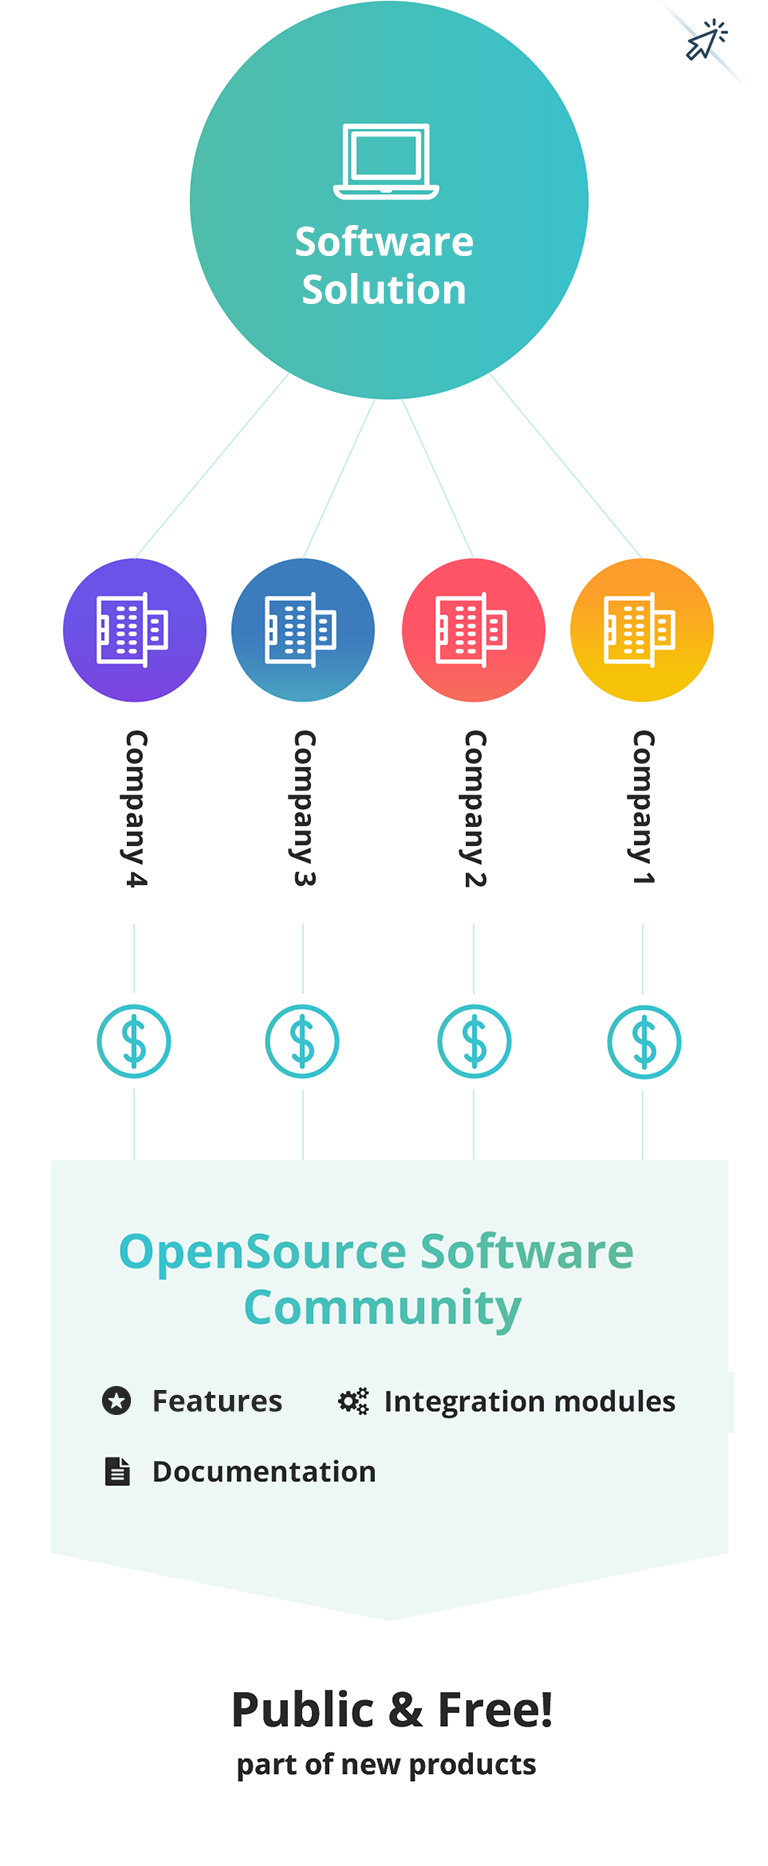 Software
Solution
Company 4
Company 3
Company 2
Company 1
$
$
$
$
OpenSource Software
Community
Features
Integration modules
Documentation
Public & Free!
part of new products